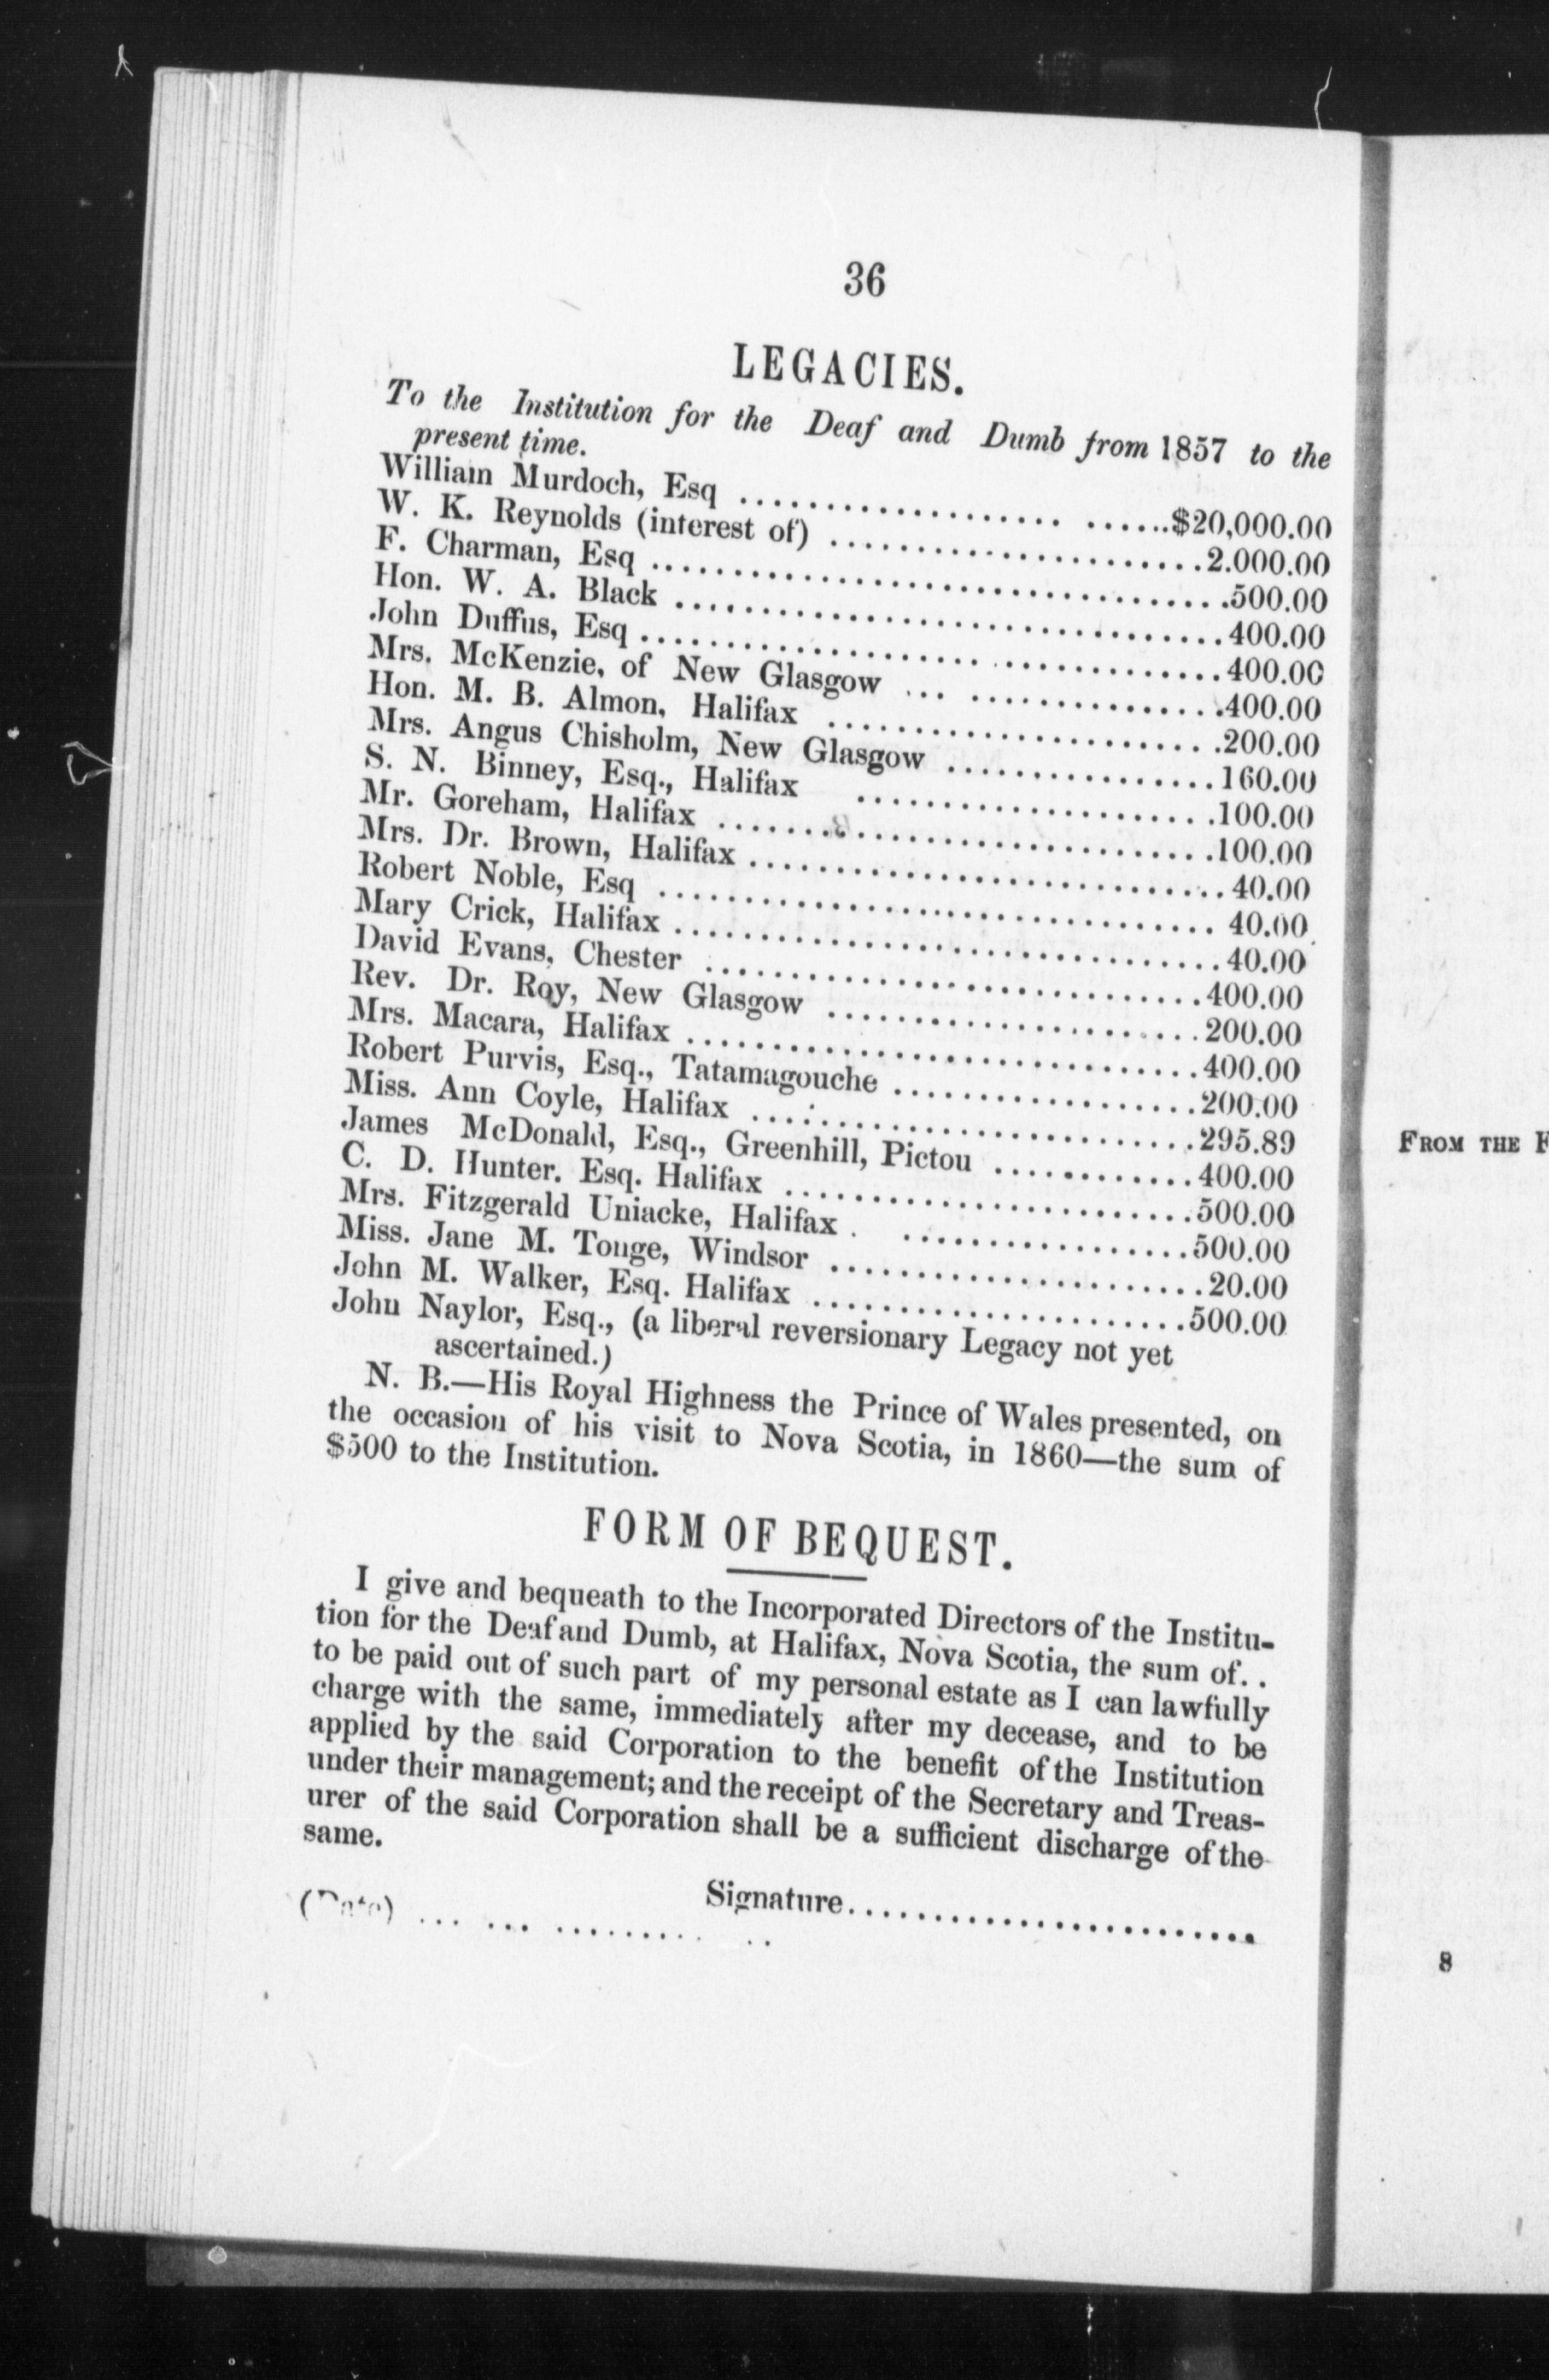 36
LEGACIES.
To the Institution for the Deaf and Dumb from 1857 to the
present time.
William Murdoch, Esq ..........................$20,000.00
W. K. Reynolds (interest of) ......................2.000.00
F. Charman, Esq ..................................500.00
Hon. W. A. Black ................................400.00
John Duffus, Esq ..................................400.00
Mrs. McKenzie, of New Glasgow ... ...............400.00
Hon. M. B. Almon, Halifax ........................200.00
Mrs. Angus Chisholm, New Glasgow ................160.00
S. N. Binney, Esq., Halifax ......................100.00
Mr. Goreham, Halifax .............................100.00
Mrs. Dr. Brown, Halifax ............................ 40.00
Robert Noble, Esq ................................. 40.00
Mary Crick, Halifax ................................40.00
David Evans, Chester .............................400.00
Rev. Dr. Roy, New Glasgow ......................200.00
Mrs. Macara, Halifax ..............................400.00
Robert Purvis, Esq., Tatamagouche ..................200.00
Miss. Ann Coyle, Halifax ..........................295.89
James McDonald, Esq., Greenhill, Pictou ............400.00
C. D. Hunter. Esq. Halifax ........................500.00
Mrs. Fitzgerald Uniacke, Halifax . .................500.00
Miss. Jane M. Tonge, Windsor ......................20.00
John M. Walker, Esq. Halifax ......................500.00
John Naylor, Esq., (a liberal reversionary Legacy not yet
ascertained.)
N. B.—His Royal Highness the Prince of Wales presented, on
the occasion of his visit to Nova Scotia, in 1860—the sum of
$500 to the Institution.
FORM OF BEQUEST.
I give and bequeath to the Incorporated Directors of the Institu-
tion for the Deaf and Dumb, at Halifax, Nova Scotia, the sum of..
to be paid out of such part of my personal estate as I can lawfully
charge with the same, immediately after my decease, and to be
applied by the said Corporation to the benefit of the Institution
under their management; and the receipt of the Secretary and Treas-
urer of the said Corporation shall be a sufficient discharge of the
same.
Signature........................
(Date) ... ... ......... ..
FROM THE
8